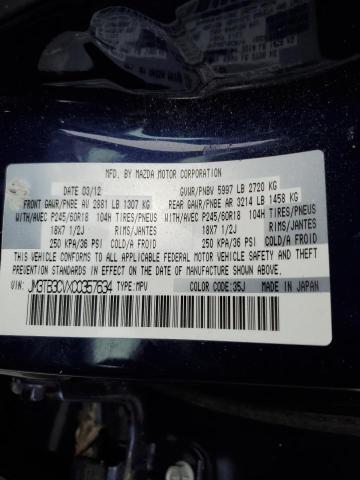 MFD. BY MAZDA MOTOR CORPORATION
DATE 03/12 GVWR/PNBV 5997 LB 2720 KG
FRONT GAWR/PNBE AV 2881 LB 1307 KG REAR GAWR/PNBE AR 3214 LB 1458 KG
WITH/AVEC P245/60R18 104H TIRES/PNEUS WITH/AVEC P245/60R18 104H TIRES/PNEUS
18X7 1/2J RIMS/JANTES 18X7 1/2J RIMS/JANTES
250 KPA/36 PSI COLD/FROID 250 KPA/36 PSI COLD/FROID
THIS VEHICLE CONFORMS TO ALL APPLICABLE FEDERAL MOTOR VEHICLE SAFETY AND THEFT
PREVENTION STANDARDS IN EFFECT ON THE DATE OF MANUFACTURE SHOWN ABOVE.
VIN: JM3TB3CVXC0357634 TYPE:MPV COLOR CODE:35J MADE IN JAPAN